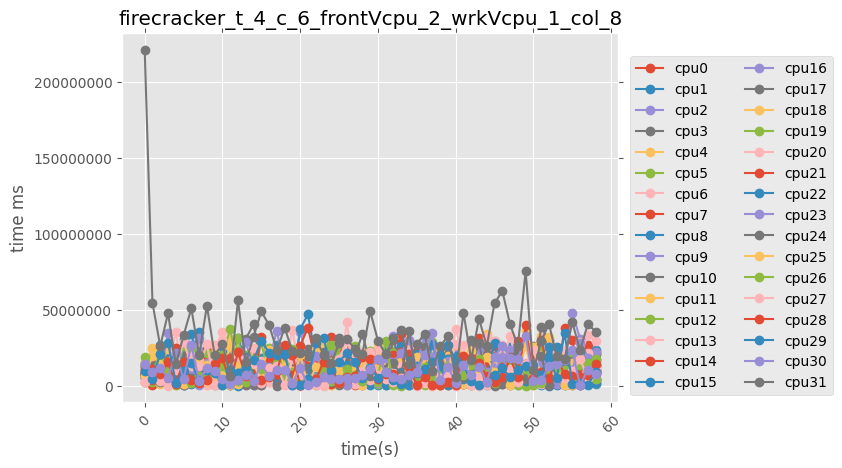 firecracker_t_4_c_6_frontVcpu_2_wrkVcpu_1_col_8
time ms
200000000
150000000
100000000
50000000
0
0
10
20
30
40
50
60
time(s)
cpu0
cpu1
cpu2
cpu3
cpu4
cpu5
cpu6
cpu7
cpu8
cpu9
cpu10
cpu11
cpu12
cpu13
cpu14
cpu15
cpu16
cpu17
cpu18
cpu19
cpu20
cpu21
cpu22
cpu23
cpu24
cpu25
cpu26
cpu27
cpu28
cpu29
cpu30
cpu31